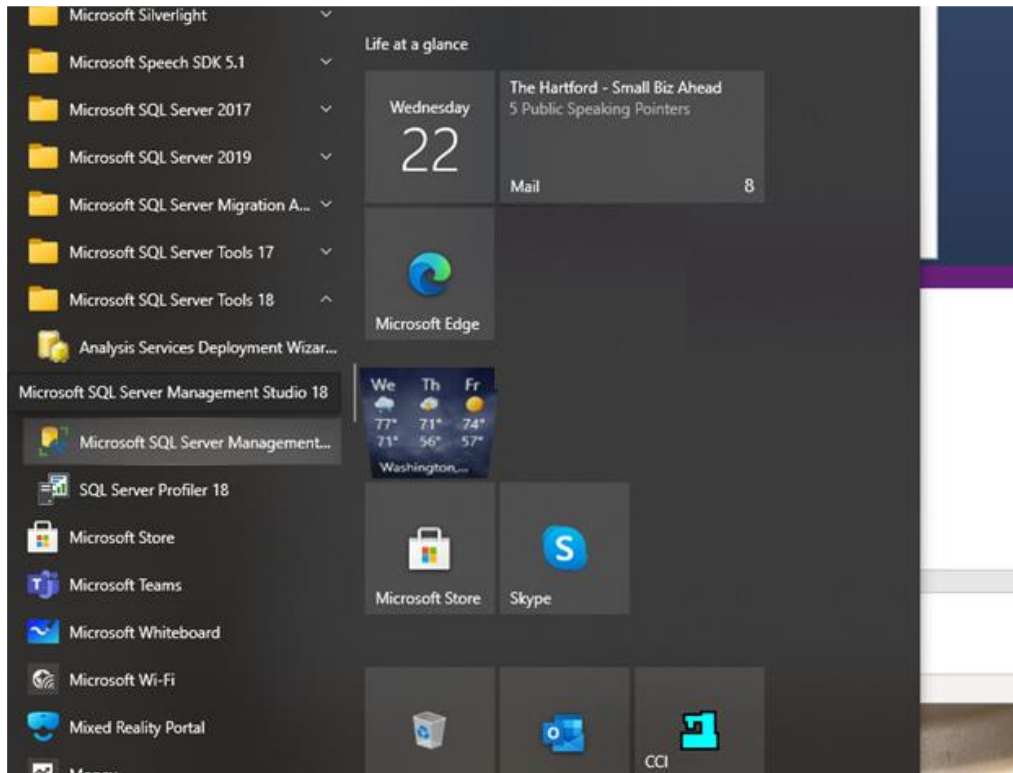 Microsoft Silverlight
Microsoft Speech SDK 5.1
Microsoft SQL Server 2017
Microsoft SQL Server 2019
Microsoft SQL Server Migration A...
Microsoft SQL Server Tools 17
Microsoft SQL Server Tools 18
Analysis Services Deployment Wizar...
Microsoft SQL Server Management Studio 18
Microsoft SQL Server Management...
SQL Server Profiler 18
Microsoft Store
Microsoft Teams
Microsoft Whiteboard
Microsoft Wi-Fi
Mixed Reality Portal
Life at a glance
Wednesday
22
The Hartford - Small Biz Ahead
5 Public Speaking Pointers
Mail 8
Microsoft Edge
We Th Fr
77° 71° 74°
71° 56° 57°
Washington,...
Microsoft Store
Skype
CCI